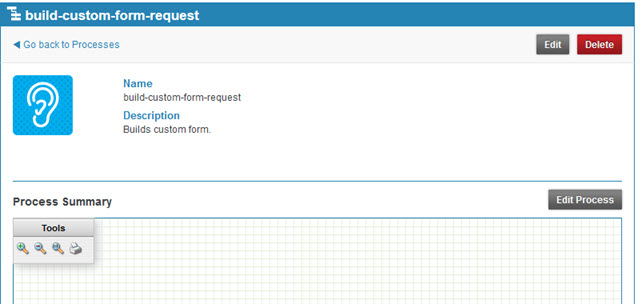 build-custom-form-request
Go back to Processes
Edit
Delete
Name
build-custom-form-request
Description
Builds custom form.
Process Summary
Edit Process
Tools